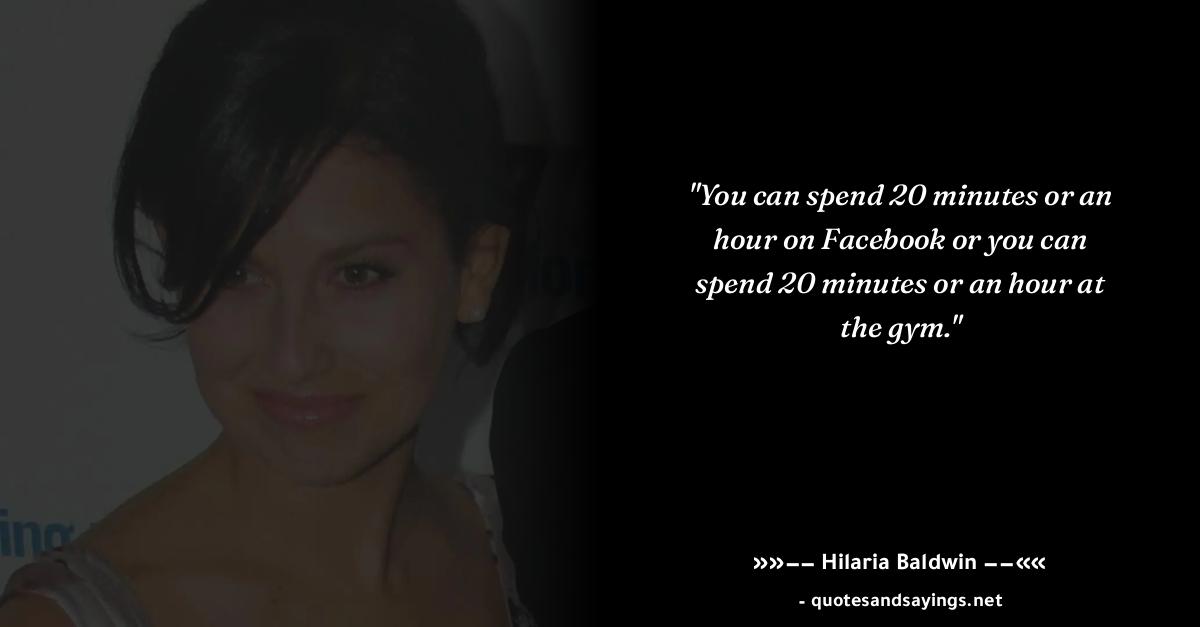 ing
"You can spend 20 minutes or an
hour on Facebook or you can
spend 20 minutes or an hour at
the gym."
»»–– Hilaria Baldwin ––««
- quotesandsayings.net